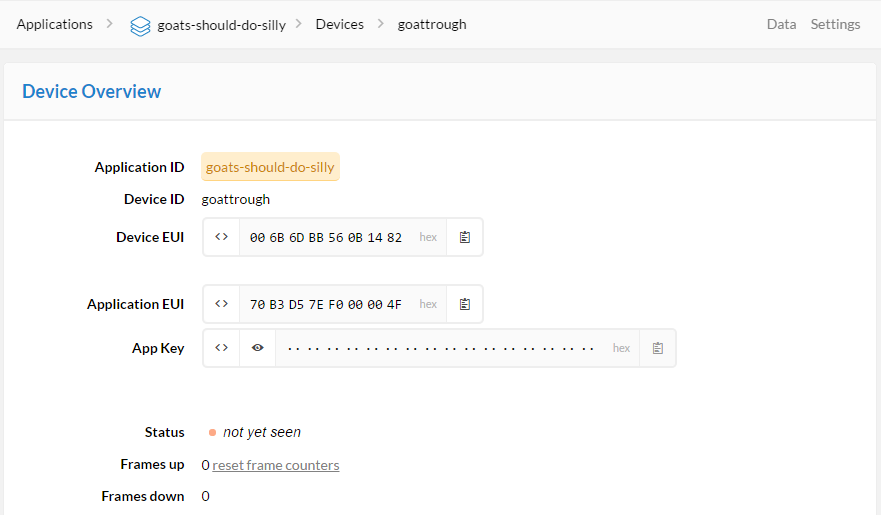 Applications > goats-should-do-silly > Devices > goattrough Data Settings
Device Overview
Application ID goats-should-do-silly
Device ID goattrough
Device EUI <> 00 6B 6D BB 56 0B 14 82 hex
Application EUI <> 70 B3 D5 7E F0 00 00 4F hex
App Key <> ·· ·· ·· ·· ·· ·· ·· ·· ·· ·· ·· ·· ·· ·· ·· ·· hex
Status not yet seen
Frames up 0 reset frame counters
Frames down 0